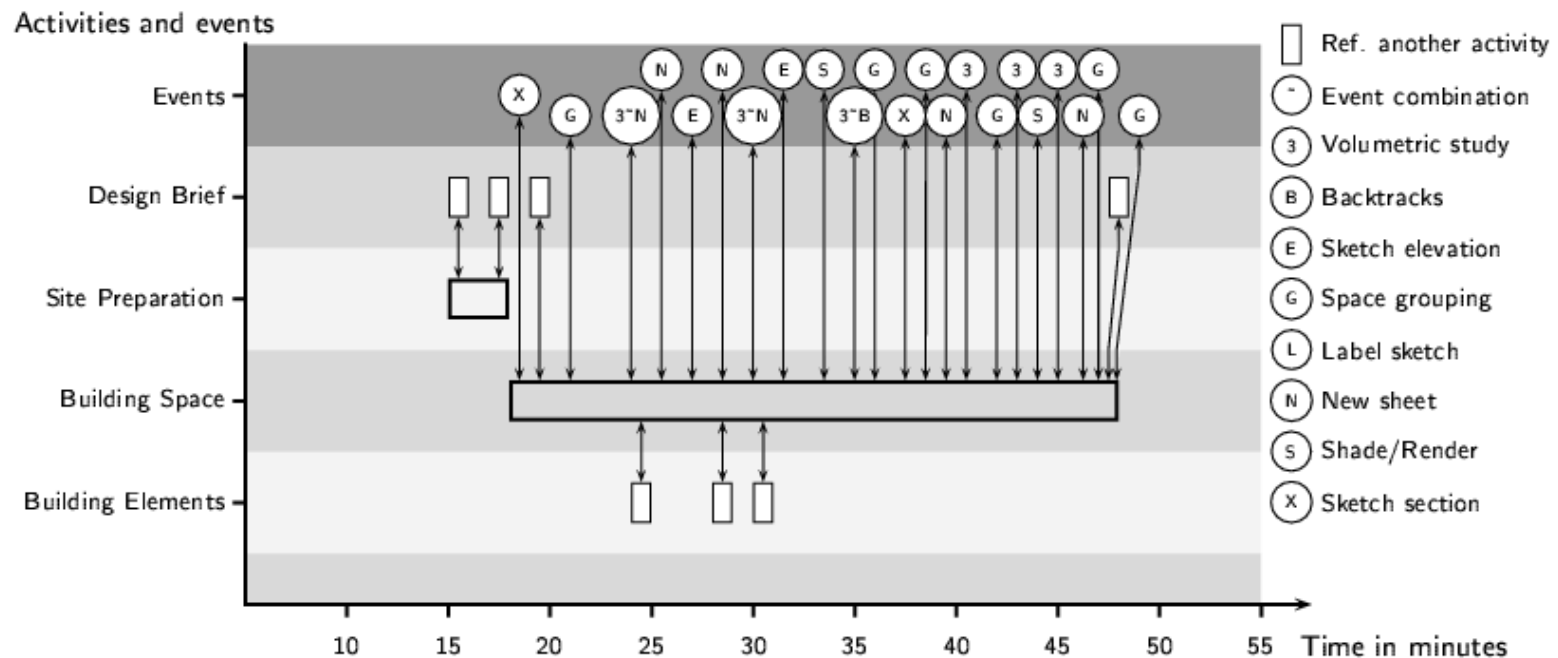 Activities and events
Events
Design Brief
Site Preparation
Building Space
Building Elements
N N E S G G 3 3 3 G
X G 3~N E 3~N 3~B X N G S N G
10 15 20 25 30 35 40 45 50 55 Time in minutes
Ref. another activity
~ Event combination
3 Volumetric study
B Backtracks
E Sketch elevation
G Space grouping
L Label sketch
N New sheet
S Shade/Render
X Sketch section